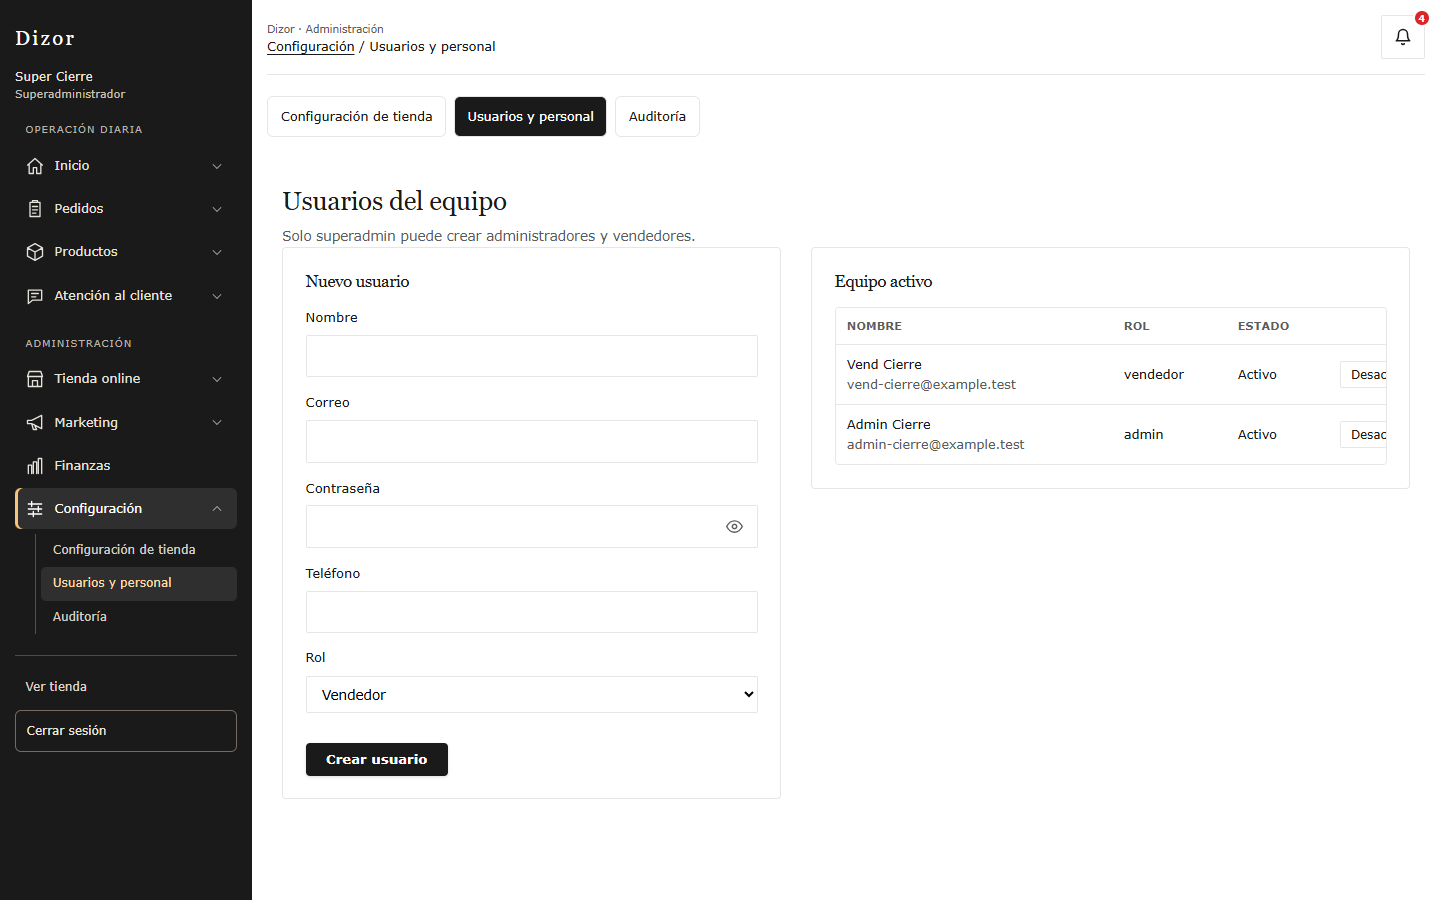 Dizor
Super Cierre
Superadministrador
OPERACIÓN DIARIA
Inicio
Pedidos
Productos
Atención al cliente
ADMINISTRACIÓN
Tienda online
Marketing
Finanzas
Configuración
Configuración de tienda
Usuarios y personal
Auditoría
Ver tienda
Cerrar sesión
Dizor · Administración
Configuración / Usuarios y personal
4
Configuración de tienda
Usuarios y personal
Auditoría
Usuarios del equipo
Solo superadmin puede crear administradores y vendedores.
Nuevo usuario
Nombre
Correo
Contraseña
Teléfono
Rol
Vendedor
Crear usuario
Equipo activo
NOMBRE ROL ESTADO
Vend Cierre
vend-cierre@example.test
vendedor Activo Desac
Admin Cierre
admin-cierre@example.test
admin Activo Desac